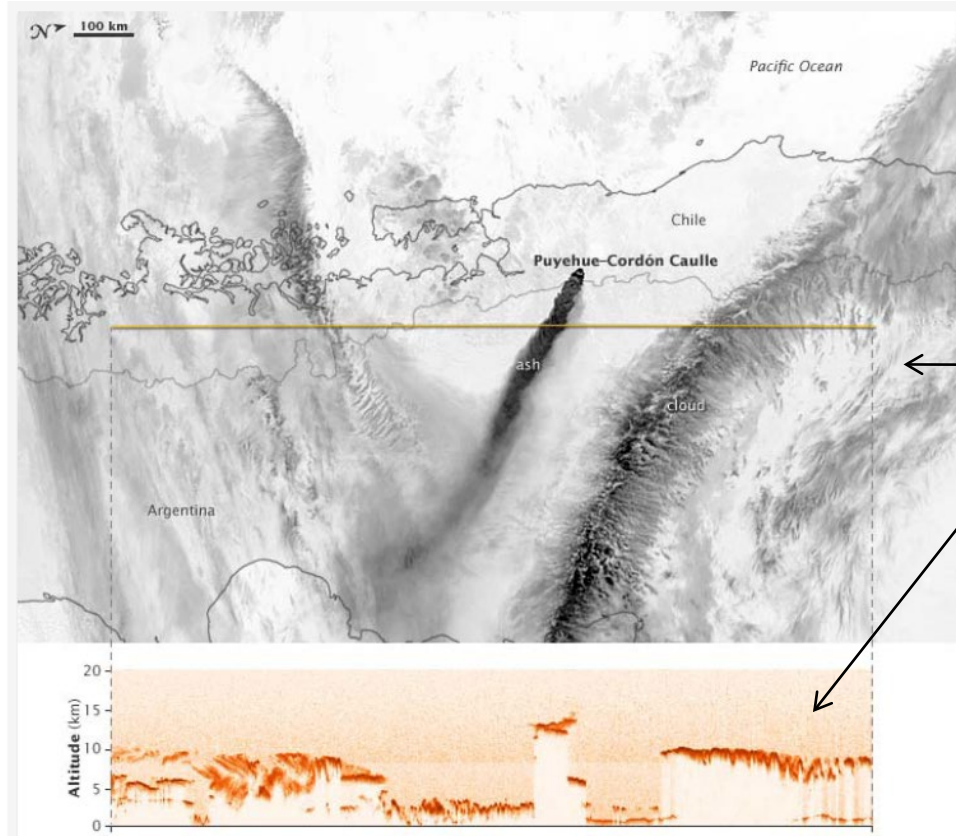 N 100 km
Pacific Ocean
Chile
Puyehue-Cordón Caulle
ash
cloud
Argentina
20
15
10
5
0
Altitude (km)